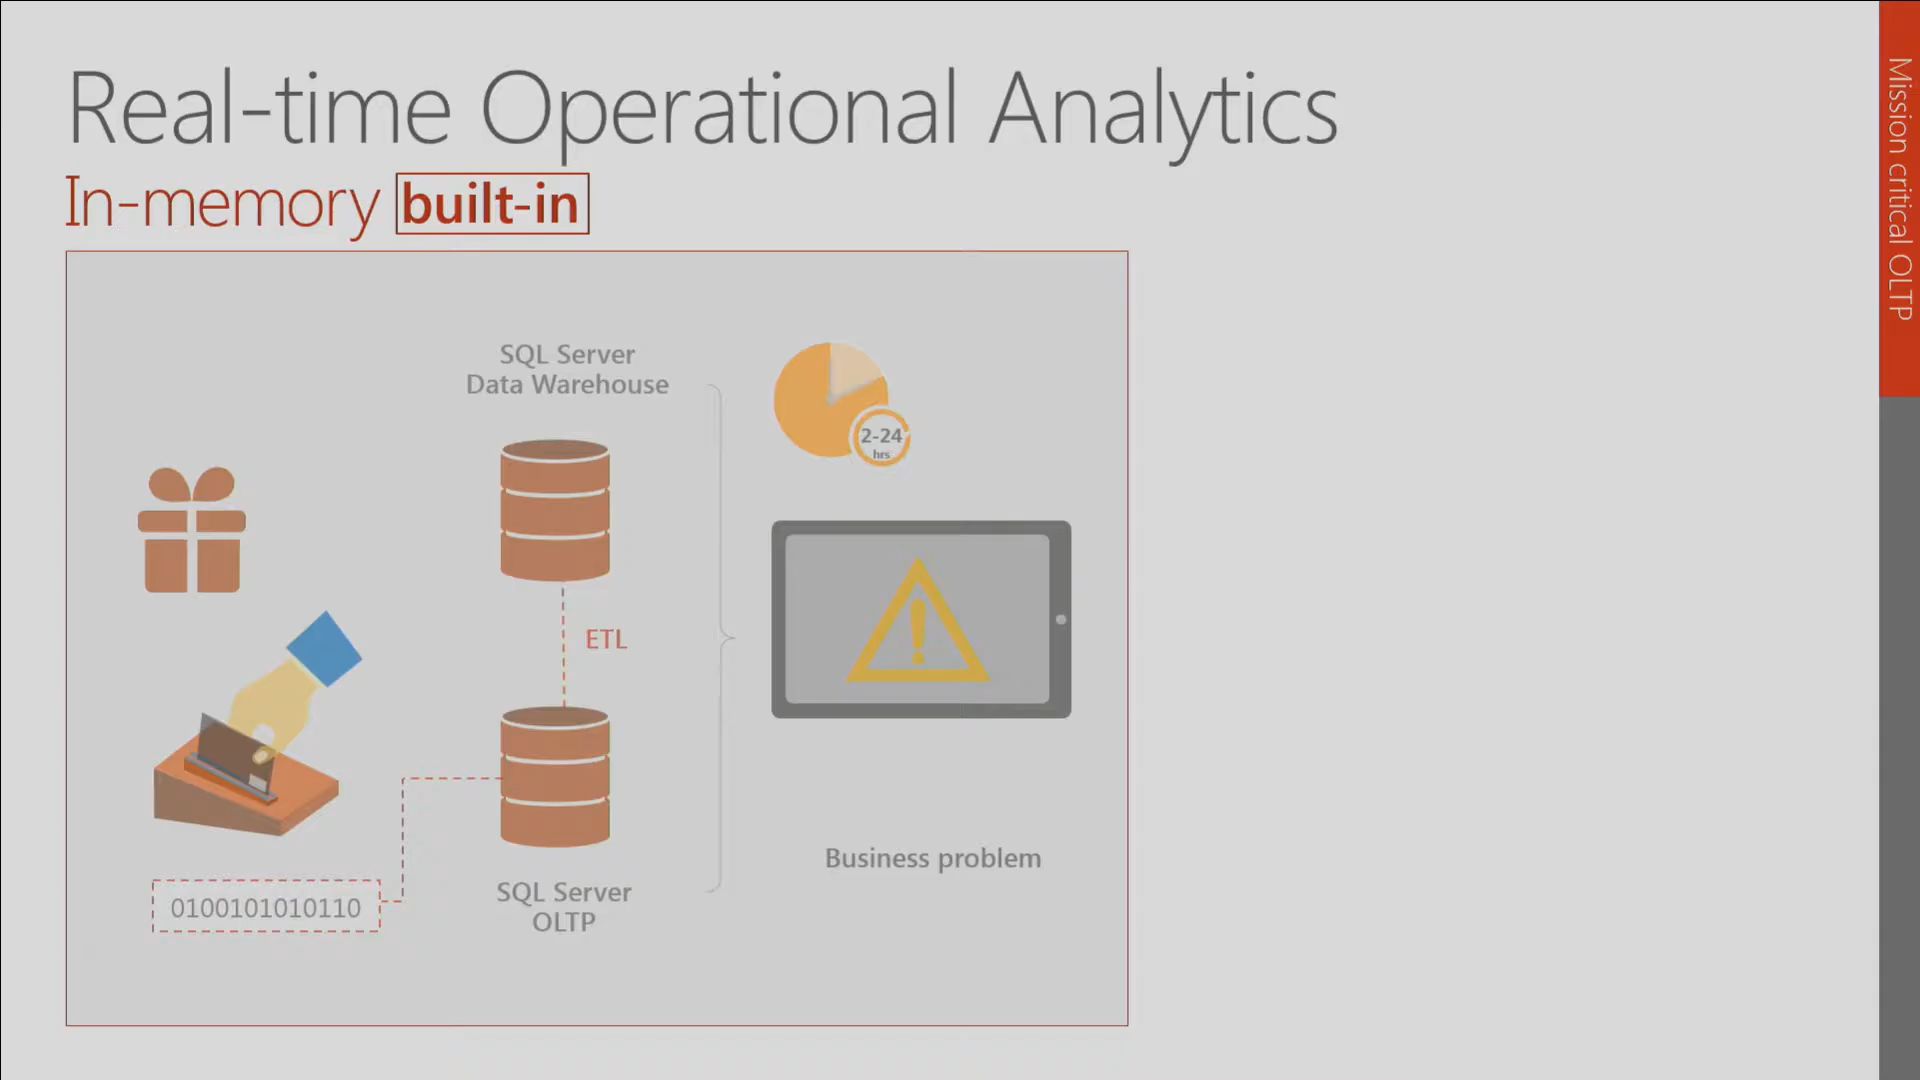 Real-time Operational Analytics
In-memory built-in
SQL Server
Data Warehouse
2-24
hrs
ETL
Business problem
SQL Server
OLTP
0100101010110
Mission critical OLTP